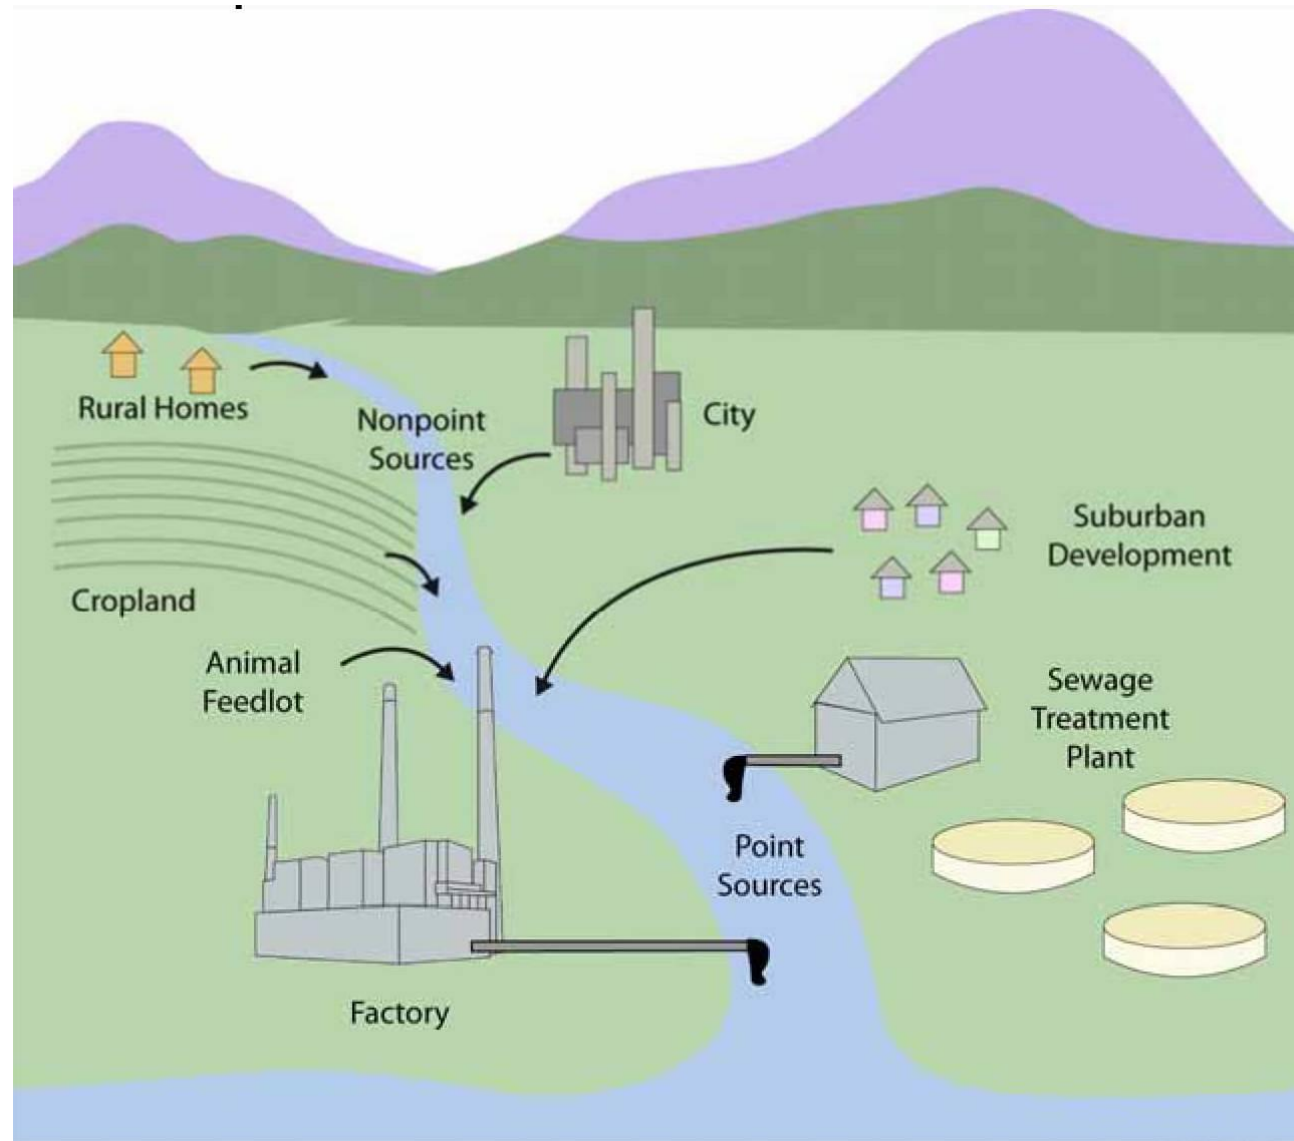 Rural Homes
Nonpoint
Sources
City
Suburban
Development
Cropland
Animal
Feedlot
Sewage
Treatment
Plant
Point
Sources
Factory